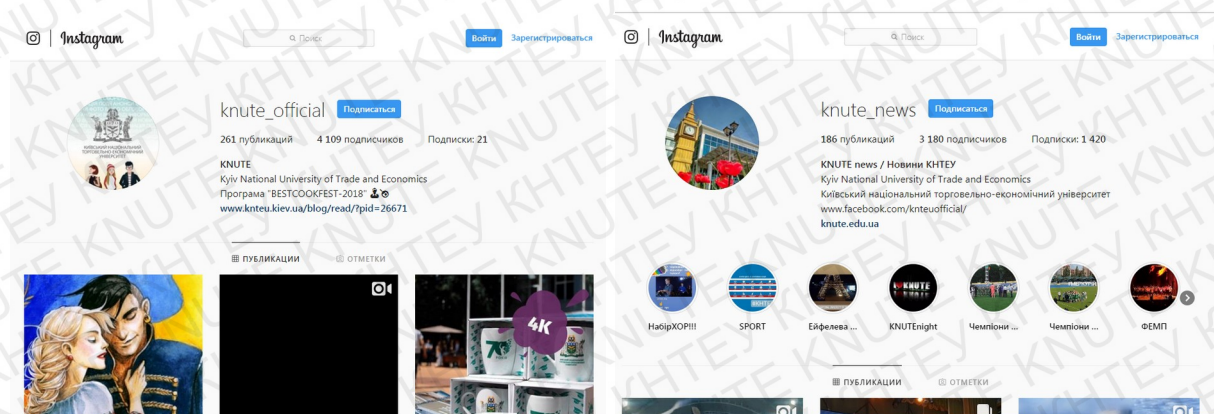 Instagram
Поиск
Войти
Зарегистрироваться
knute_official
Подписаться
261 публикаций 4 109 подписчиков Подписки: 21
KNUTE
Kyiv National University of Trade and Economics
Програма "BESTCOOKFEST-2018"
www.knteu.kiev.ua/blog/read/?pid=26671
ПУБЛИКАЦИИ
ОТМЕТКИ
4K
70
Instagram
Поиск
Войти
Зарегистрироваться
knute_news
Подписаться
186 публикаций 3 180 подписчиков Подписки: 1 420
KNUTE news / Новини КНТЕУ
Kyiv National University of Trade and Economics
Київський національний торговельно-економічний університет
www.facebook.com/knteuofficial/
knute.edu.ua
НабірХОР!!!
SPORT
Ейфелева ...
KNUTEnight
Чемпіони ...
Чемпіони ...
ФЕМП
ПУБЛИКАЦИИ
ОТМЕТКИ